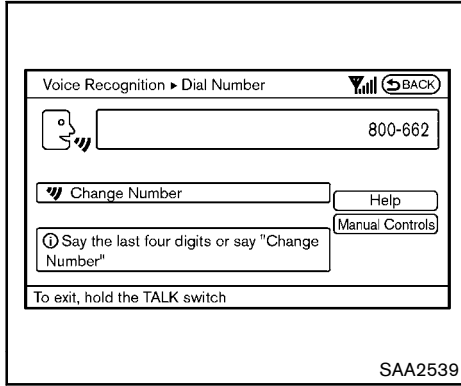 Voice Recognition ▸ Dial Number
BACK
800-662
Change Number
Help
Manual Controls
Say the last four digits or say "Change
Number"
To exit, hold the TALK switch
SAA2539